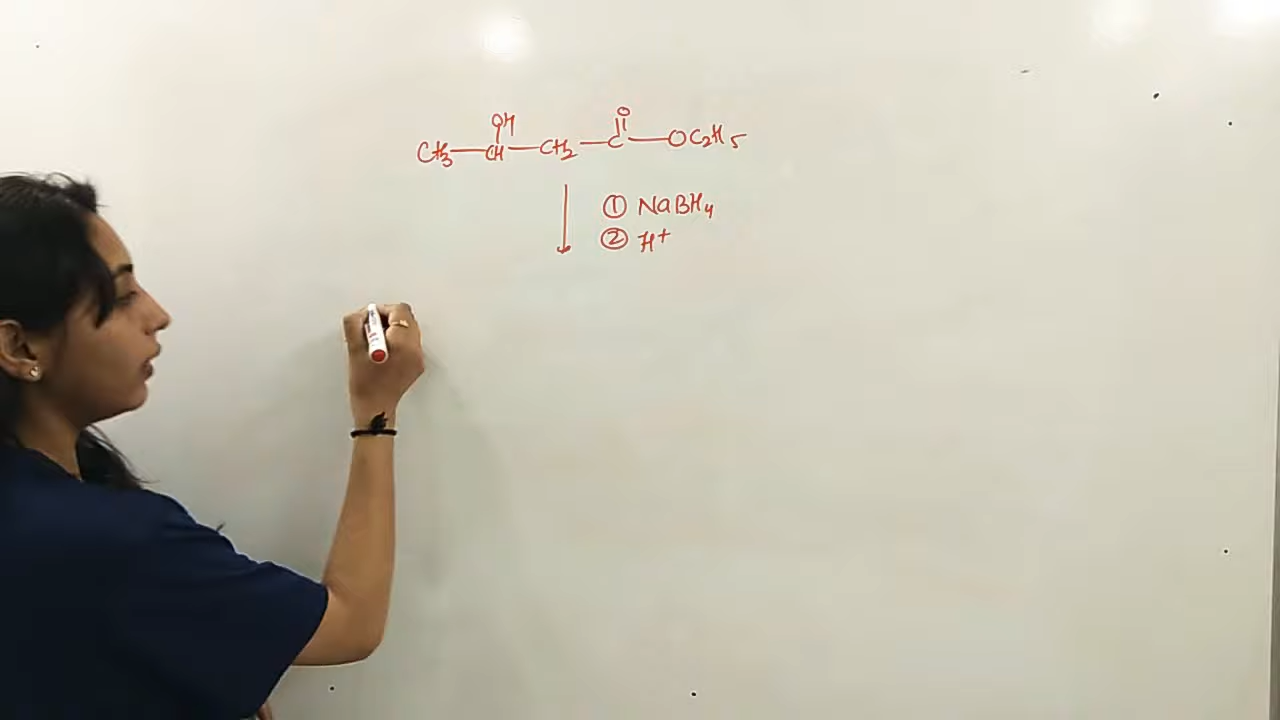 OH O
CH3—CH—CH2—C—OC2H5
① NaBH4
② H+